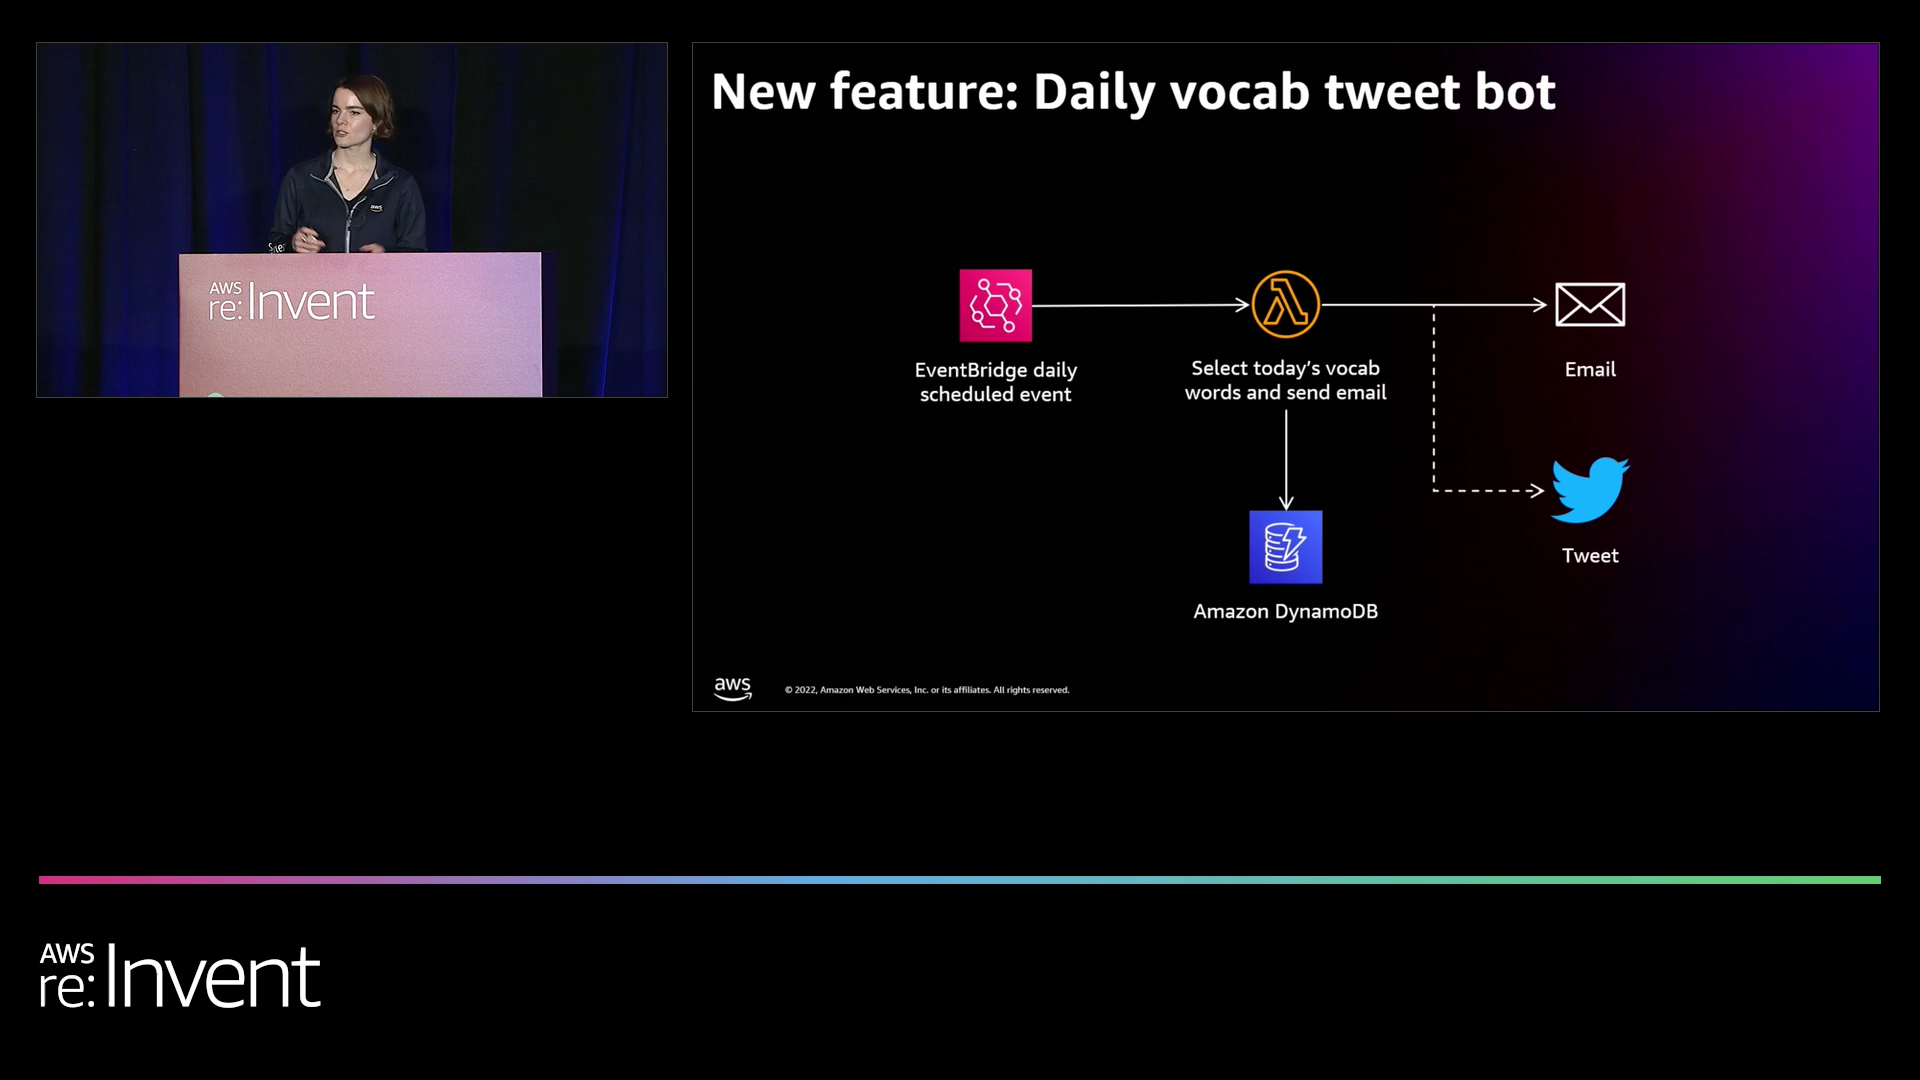 aws
AWS
re:Invent
New feature: Daily vocab tweet bot
EventBridge daily
scheduled event
Select today’s vocab
words and send email
Email
Tweet
Amazon DynamoDB
aws
© 2022, Amazon Web Services, Inc. or its affiliates. All rights reserved.
AWS
re:Invent